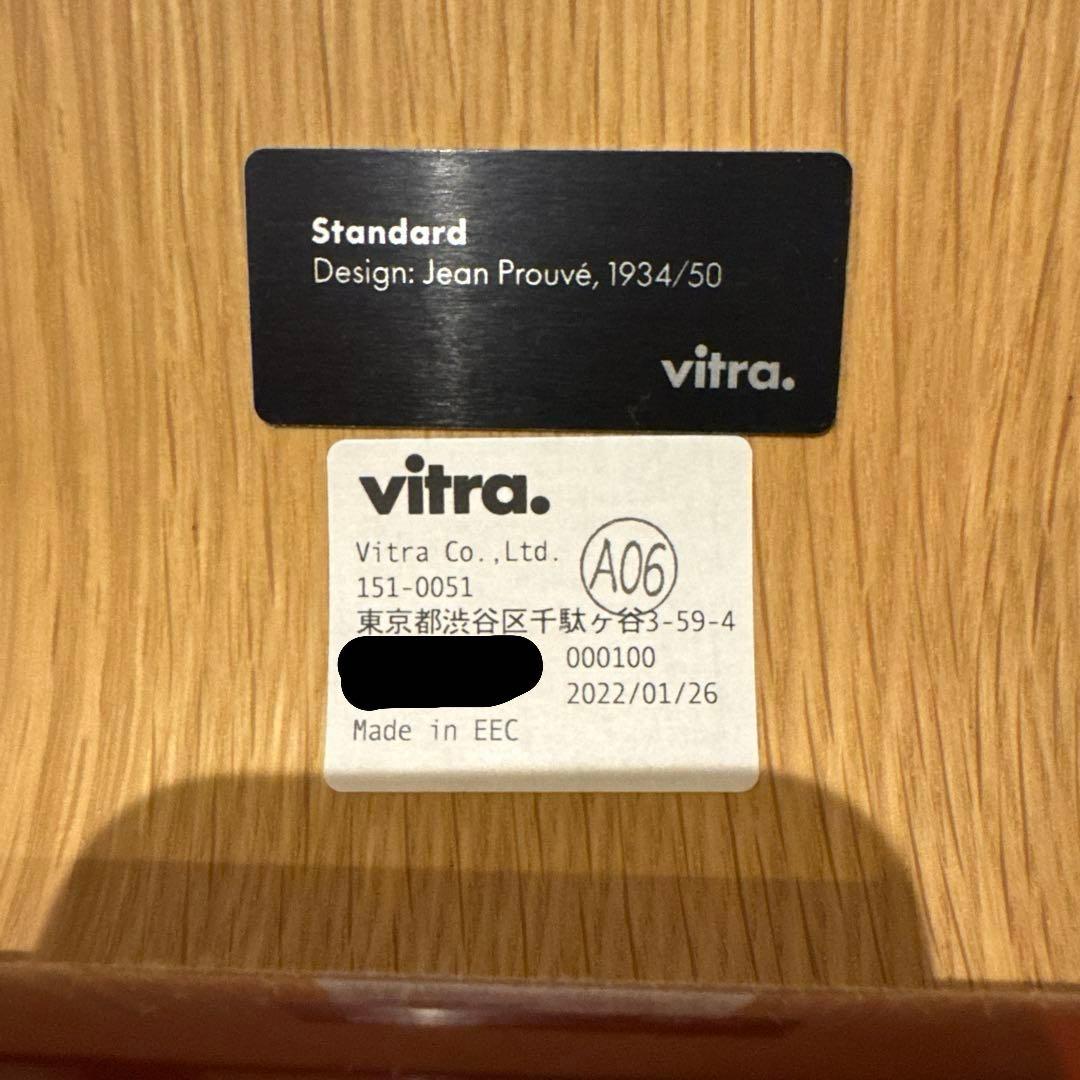 Standard
Design: Jean Prouvé, 1934/50
vitra.
vitra.
Vitra Co.,Ltd.
A06
151-0051
東京都渋谷区千駄ヶ谷3-59-4
000100
2022/01/26
Made in EEC